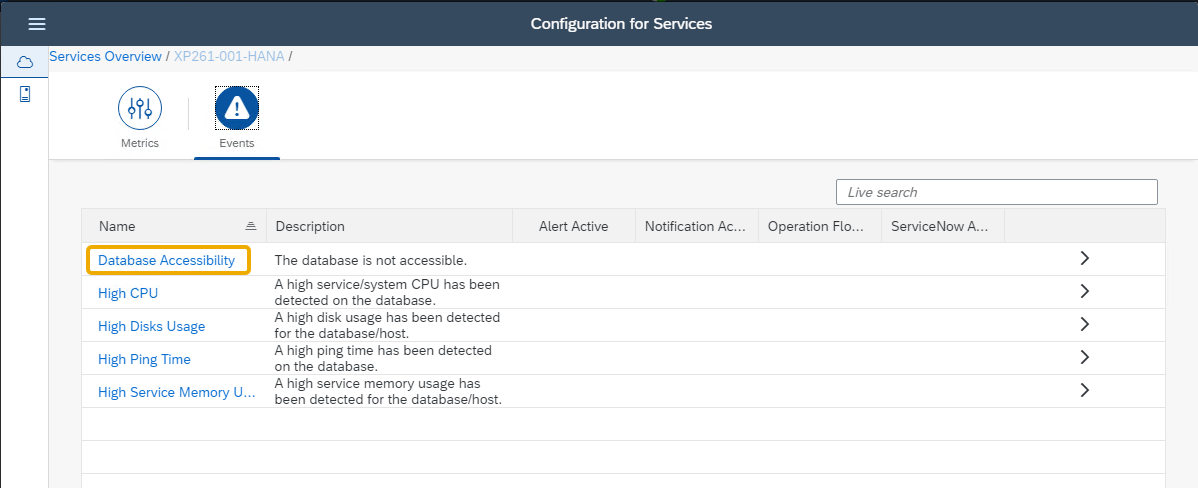 Configuration for Services
Services Overview / XP261-001-HANA /
Metrics
Events
Live search
Name Description Alert Active Notification Ac... Operation Flo... ServiceNow A...
Database Accessibility The database is not accessible.
High CPU
A high service/system CPU has been
detected on the database.
High Disks Usage
A high disk usage has been detected
for the database/host.
High Ping Time
A high ping time has been detected
on the database.
High Service Memory U...
A high service memory usage has
been detected for the database/host.